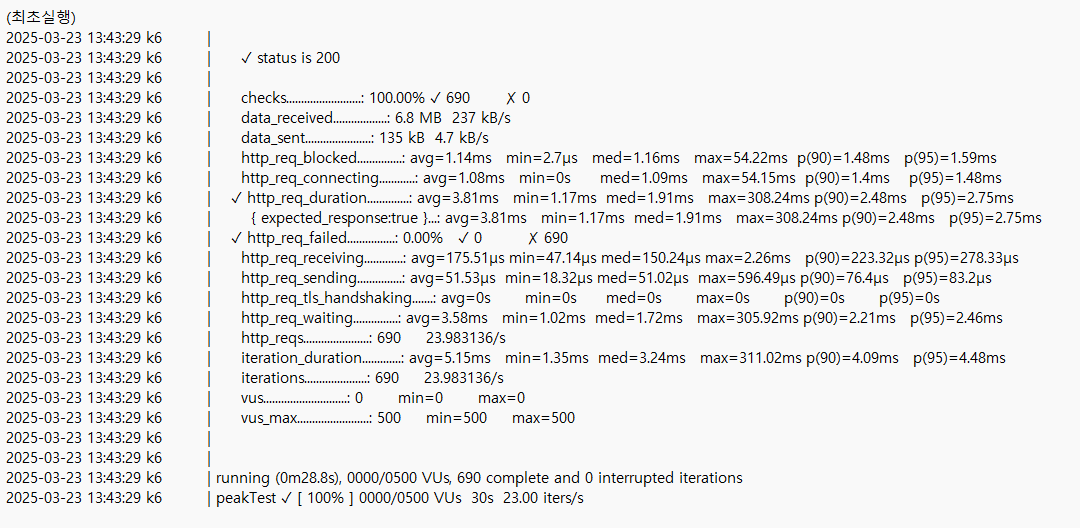 (최초실행)
2025-03-23 13:43:29 k6 |
2025-03-23 13:43:29 k6 | ✓ status is 200
2025-03-23 13:43:29 k6 |
2025-03-23 13:43:29 k6 | checks.........................: 100.00% ✓ 690 ✗ 0
2025-03-23 13:43:29 k6 | data_received..................: 6.8 MB 237 kB/s
2025-03-23 13:43:29 k6 | data_sent......................: 135 kB 4.7 kB/s
2025-03-23 13:43:29 k6 | http_req_blocked...............: avg=1.14ms min=2.7µs med=1.16ms max=54.22ms p(90)=1.48ms p(95)=1.59ms
2025-03-23 13:43:29 k6 | http_req_connecting............: avg=1.08ms min=0s med=1.09ms max=54.15ms p(90)=1.4ms p(95)=1.48ms
2025-03-23 13:43:29 k6 | ✓ http_req_duration..............: avg=3.81ms min=1.17ms med=1.91ms max=308.24ms p(90)=2.48ms p(95)=2.75ms
2025-03-23 13:43:29 k6 | { expected_response:true }...: avg=3.81ms min=1.17ms med=1.91ms max=308.24ms p(90)=2.48ms p(95)=2.75ms
2025-03-23 13:43:29 k6 | ✓ http_req_failed................: 0.00% ✓ 0 ✗ 690
2025-03-23 13:43:29 k6 | http_req_receiving.............: avg=175.51µs min=47.14µs med=150.24µs max=2.26ms p(90)=223.32µs p(95)=278.33µs
2025-03-23 13:43:29 k6 | http_req_sending...............: avg=51.53µs min=18.32µs med=51.02µs max=596.49µs p(90)=76.4µs p(95)=83.2µs
2025-03-23 13:43:29 k6 | http_req_tls_handshaking.......: avg=0s min=0s med=0s max=0s p(90)=0s p(95)=0s
2025-03-23 13:43:29 k6 | http_req_waiting...............: avg=3.58ms min=1.02ms med=1.72ms max=305.92ms p(90)=2.21ms p(95)=2.46ms
2025-03-23 13:43:29 k6 | http_reqs......................: 690 23.983136/s
2025-03-23 13:43:29 k6 | iteration_duration.............: avg=5.15ms min=1.35ms med=3.24ms max=311.02ms p(90)=4.09ms p(95)=4.48ms
2025-03-23 13:43:29 k6 | iterations.....................: 690 23.983136/s
2025-03-23 13:43:29 k6 | vus............................: 0 min=0 max=0
2025-03-23 13:43:29 k6 | vus_max........................: 500 min=500 max=500
2025-03-23 13:43:29 k6 |
2025-03-23 13:43:29 k6 |
2025-03-23 13:43:29 k6 | running (0m28.8s), 0000/0500 VUs, 690 complete and 0 interrupted iterations
2025-03-23 13:43:29 k6 | peakTest ✓ [ 100% ] 0000/0500 VUs 30s 23.00 iters/s